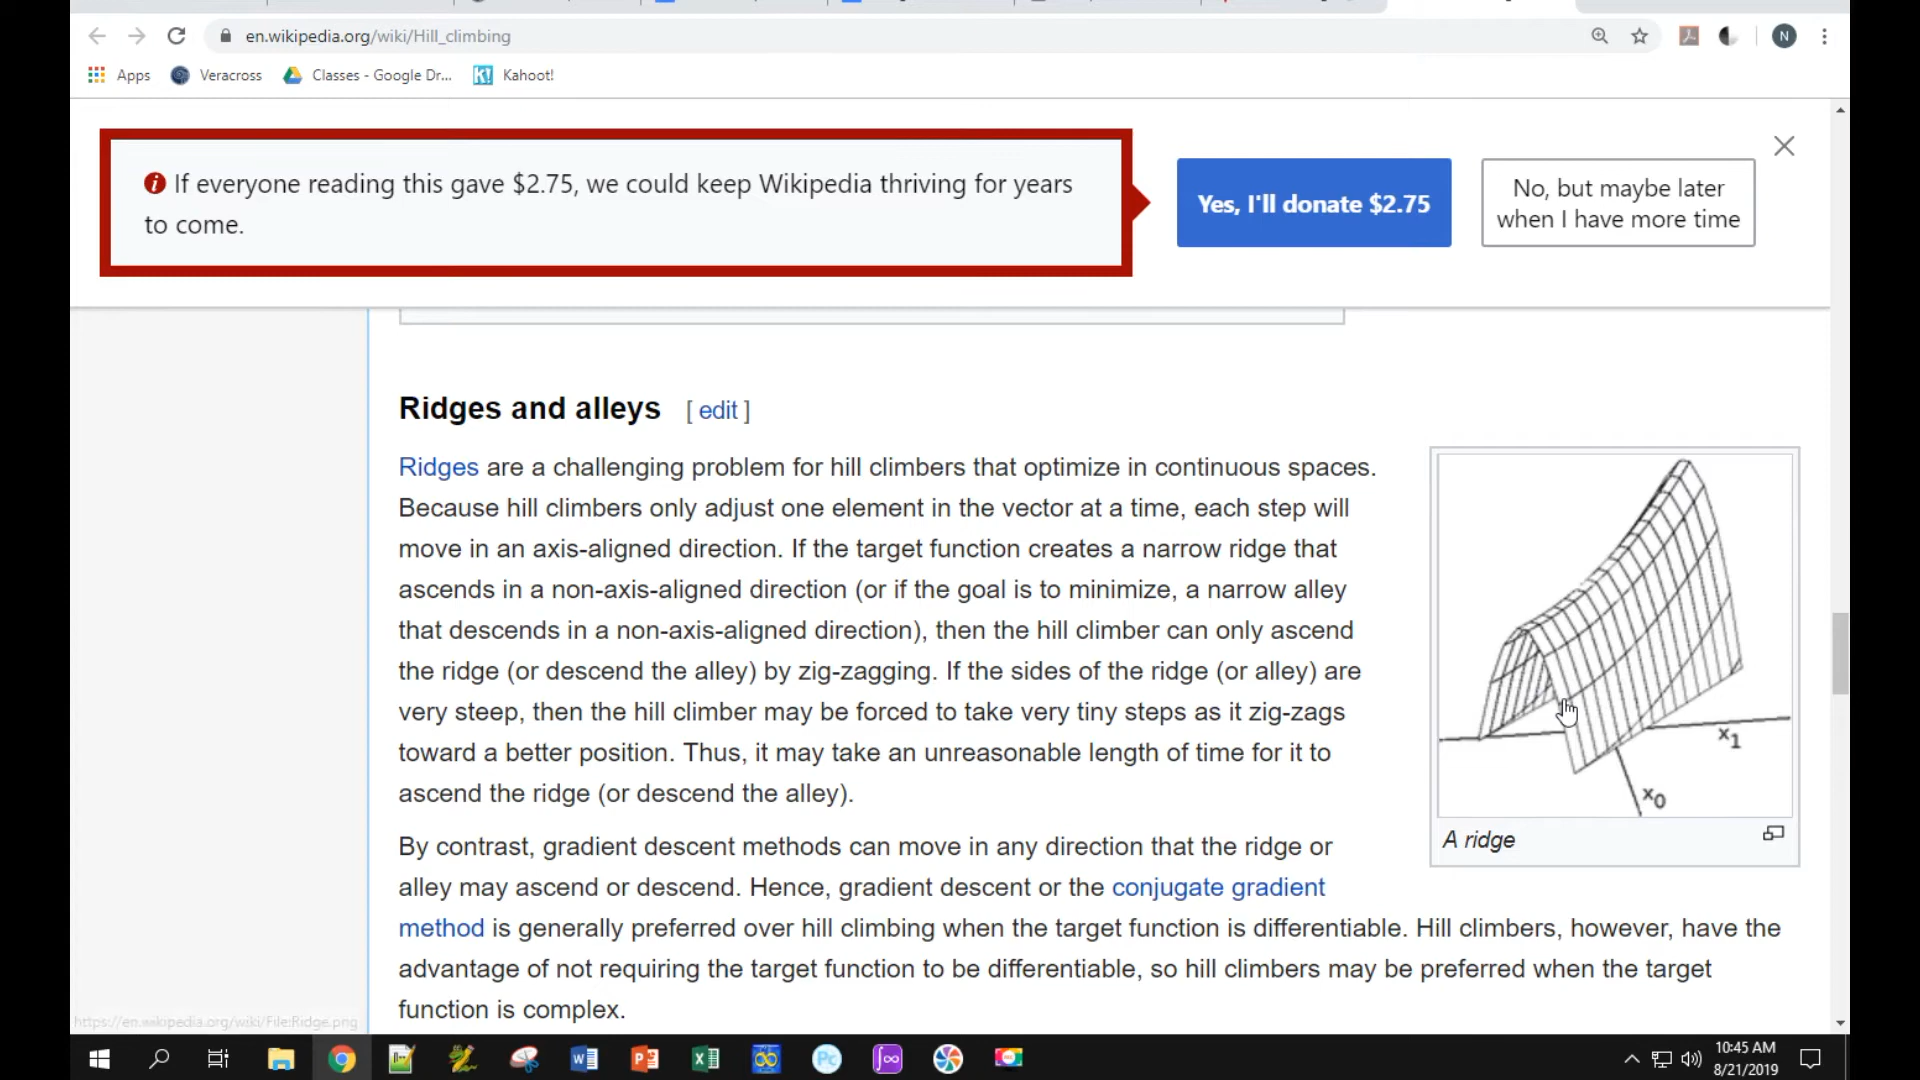 en.wikipedia.org/wiki/Hill_climbing
N
Apps
Veracross
Classes - Google Dr...
K!
Kahoot!
If everyone reading this gave $2.75, we could keep Wikipedia thriving for years
to come.
Yes, I'll donate $2.75
No, but maybe later
when I have more time
Ridges and alleys [ edit ]
Ridges are a challenging problem for hill climbers that optimize in continuous spaces.
Because hill climbers only adjust one element in the vector at a time, each step will
move in an axis-aligned direction. If the target function creates a narrow ridge that
ascends in a non-axis-aligned direction (or if the goal is to minimize, a narrow alley
that descends in a non-axis-aligned direction), then the hill climber can only ascend
the ridge (or descend the alley) by zig-zagging. If the sides of the ridge (or alley) are
very steep, then the hill climber may be forced to take very tiny steps as it zig-zags
toward a better position. Thus, it may take an unreasonable length of time for it to
ascend the ridge (or descend the alley).
x1
x0
A ridge
By contrast, gradient descent methods can move in any direction that the ridge or
alley may ascend or descend. Hence, gradient descent or the conjugate gradient
method is generally preferred over hill climbing when the target function is differentiable. Hill climbers, however, have the
advantage of not requiring the target function to be differentiable, so hill climbers may be preferred when the target
function is complex.
https://en.wikipedia.org/wiki/File:Ridge.png
10:45 AM
8/21/2019